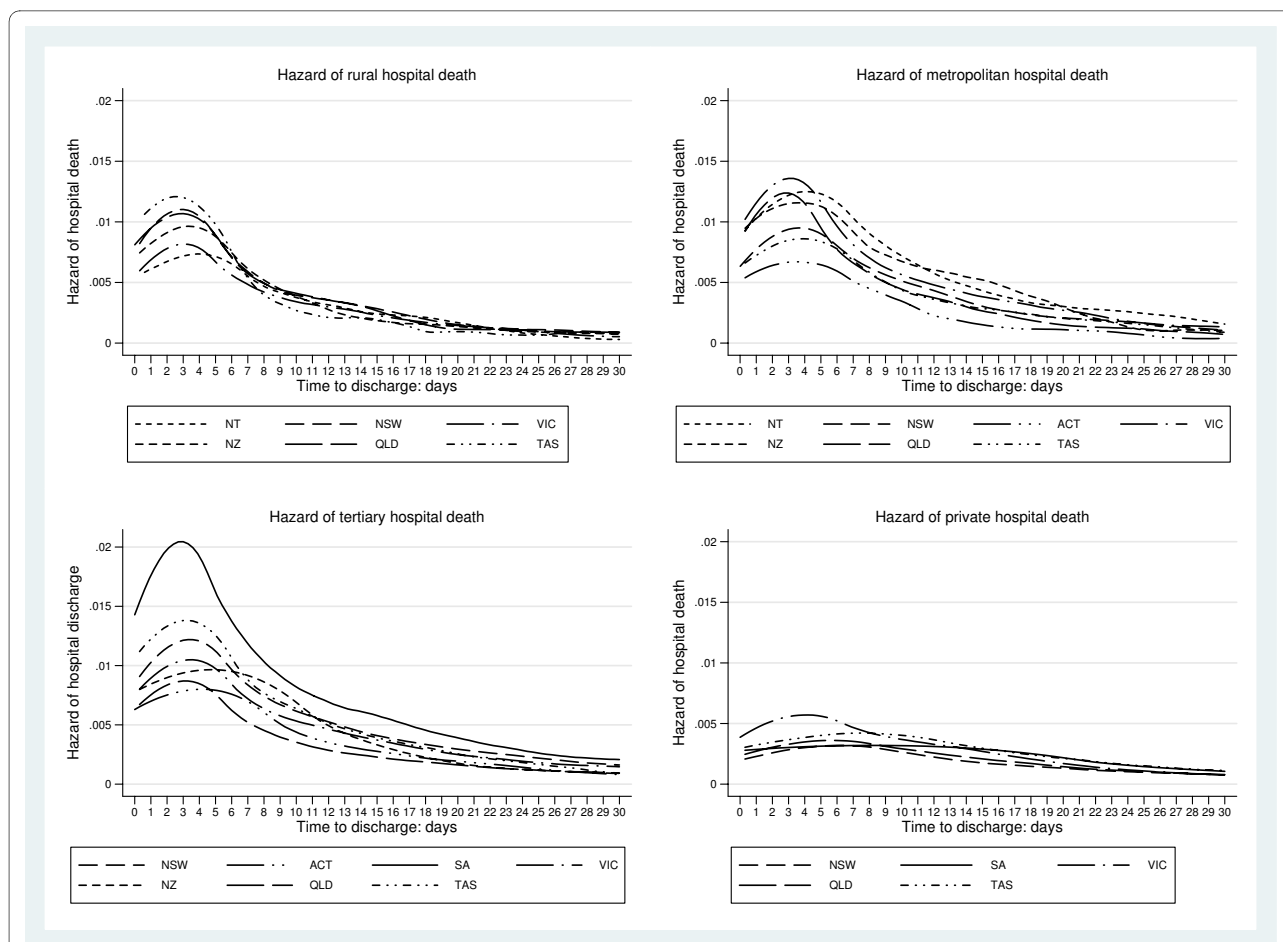 Hazard of rural hospital death
Hazard of hospital death
.02
.015
.01
.005
0
0 1 2 3 4 5 6 7 8 9 10 11 12 13 14 15 16 17 18 19 20 21 22 23 24 25 26 27 28 29 30
Time to discharge: days
NT NSW VIC
NZ QLD TAS
Hazard of metropolitan hospital death
Hazard of hospital death
.02
.015
.01
.005
0
0 1 2 3 4 5 6 7 8 9 10 11 12 13 14 15 16 17 18 19 20 21 22 23 24 25 26 27 28 29 30
Time to discharge: days
NT NSW ACT VIC
NZ QLD TAS
Hazard of tertiary hospital death
Hazard of hospital discharge
.02
.015
.01
.005
0
0 1 2 3 4 5 6 7 8 9 10 11 12 13 14 15 16 17 18 19 20 21 22 23 24 25 26 27 28 29 30
Time to discharge: days
NSW ACT SA VIC
NZ QLD TAS
Hazard of private hospital death
Hazard of hospital death
.02
.015
.01
.005
0
0 1 2 3 4 5 6 7 8 9 10 11 12 13 14 15 16 17 18 19 20 21 22 23 24 25 26 27 28 29 30
Time to discharge: days
NSW SA VIC
QLD TAS